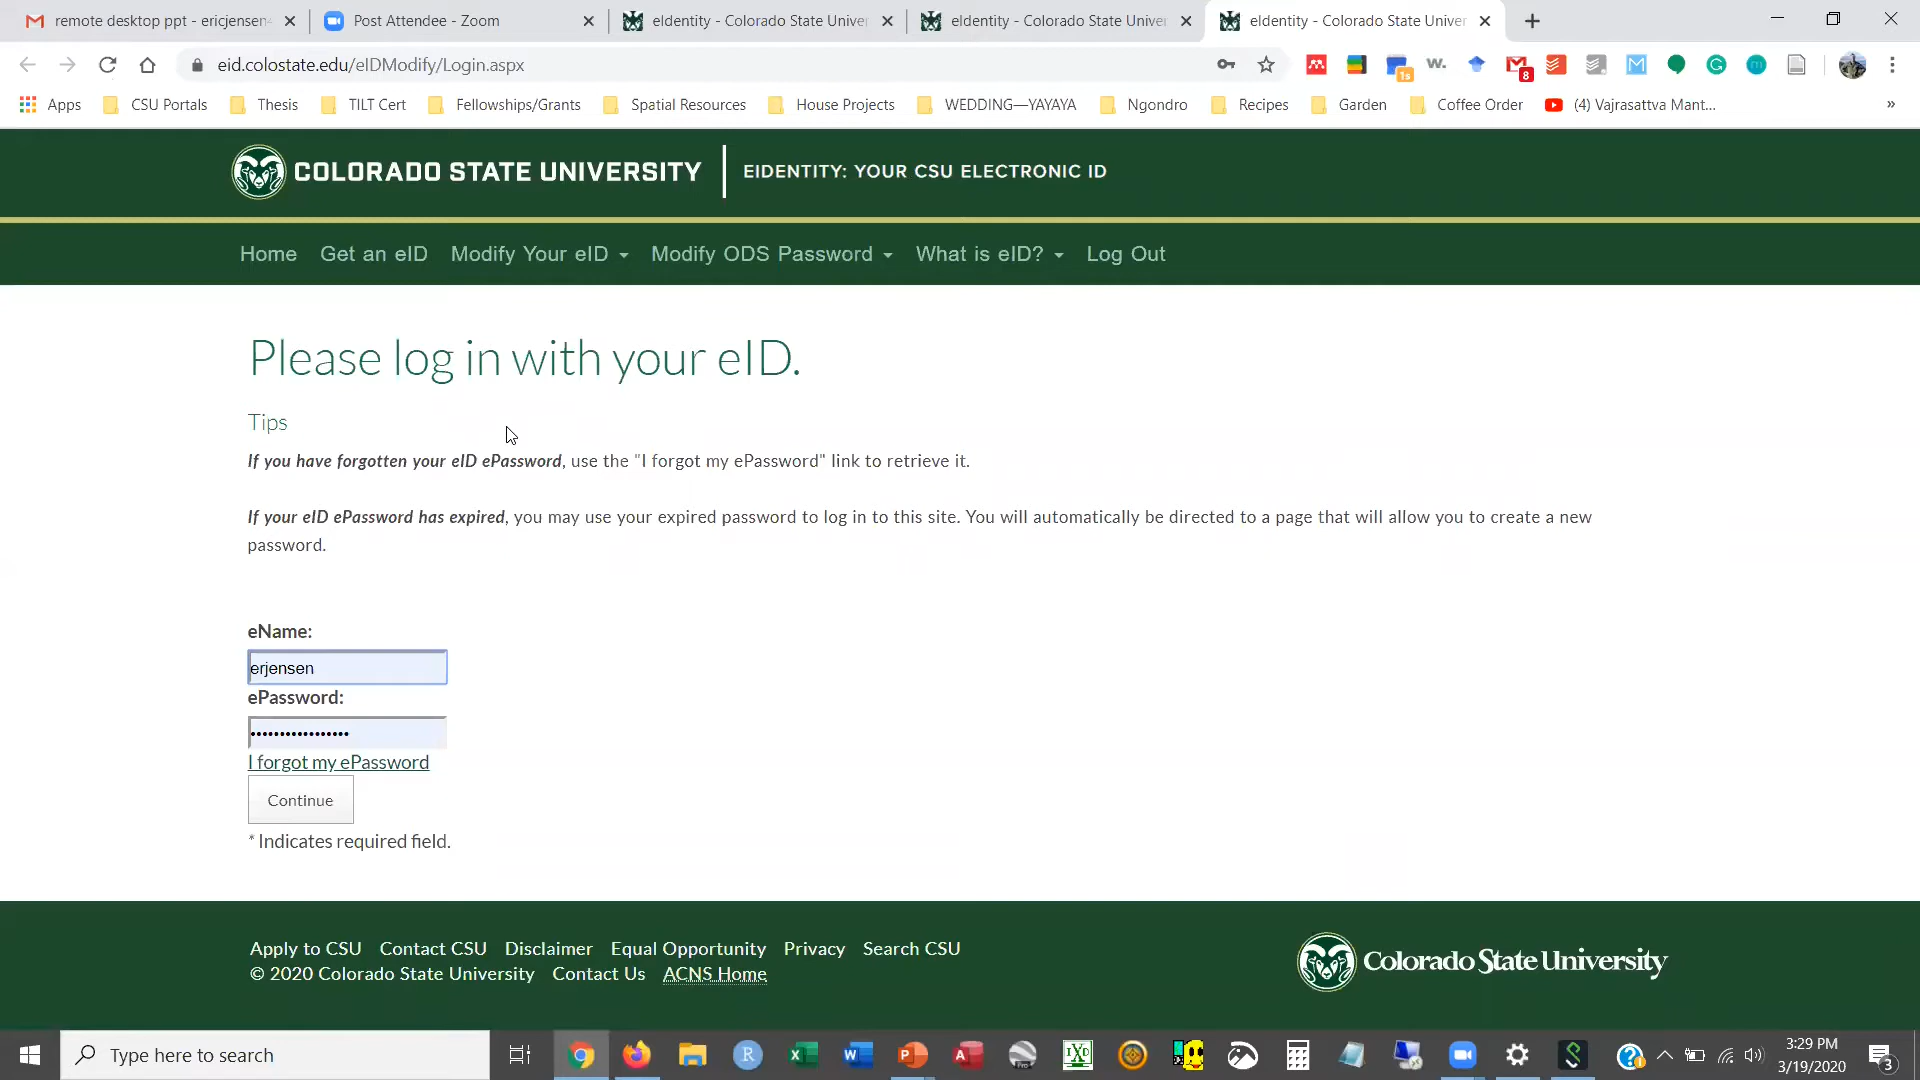 remote desktop ppt - ericjensen
Post Attendee - Zoom
eIdentity - Colorado State Univer
eIdentity - Colorado State Univer
eIdentity - Colorado State Univer
eid.colostate.edu/eIDModify/Login.aspx
1s
w.
8
Apps
CSU Portals
Thesis
TILT Cert
Fellowships/Grants
Spatial Resources
House Projects
WEDDING—YAYAYA
Ngondro
Recipes
Garden
Coffee Order
(4) Vajrasattva Mant...
»
COLORADO STATE UNIVERSITY
EIDENTITY: YOUR CSU ELECTRONIC ID
Home
Get an eID
Modify Your eID
Modify ODS Password
What is eID?
Log Out
Please log in with your eID.
Tips
If you have forgotten your eID ePassword, use the "I forgot my ePassword" link to retrieve it.
If your eID ePassword has expired, you may use your expired password to log in to this site. You will automatically be directed to a page that will allow you to create a new
password.
eName:
erjensen
ePassword:
•••••••••••••••••
I forgot my ePassword
Continue
* Indicates required field.
Apply to CSU
Contact CSU
Disclaimer
Equal Opportunity
Privacy
Search CSU
© 2020 Colorado State University
Contact Us
ACNS Home
Colorado State University
Type here to search
3:29 PM
3/19/2020
3